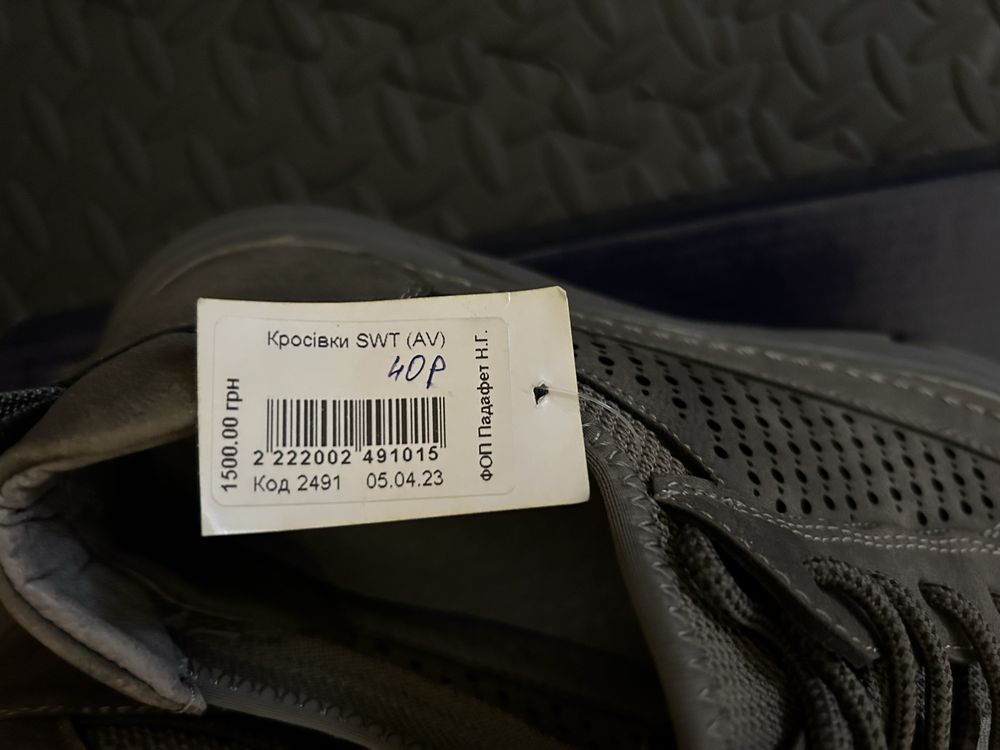 Кросівки SWT (AV)
40р
2 222002 491015
Код 2491 05.04.23
1500.00 грн
ФОП Падафет Н.Г.